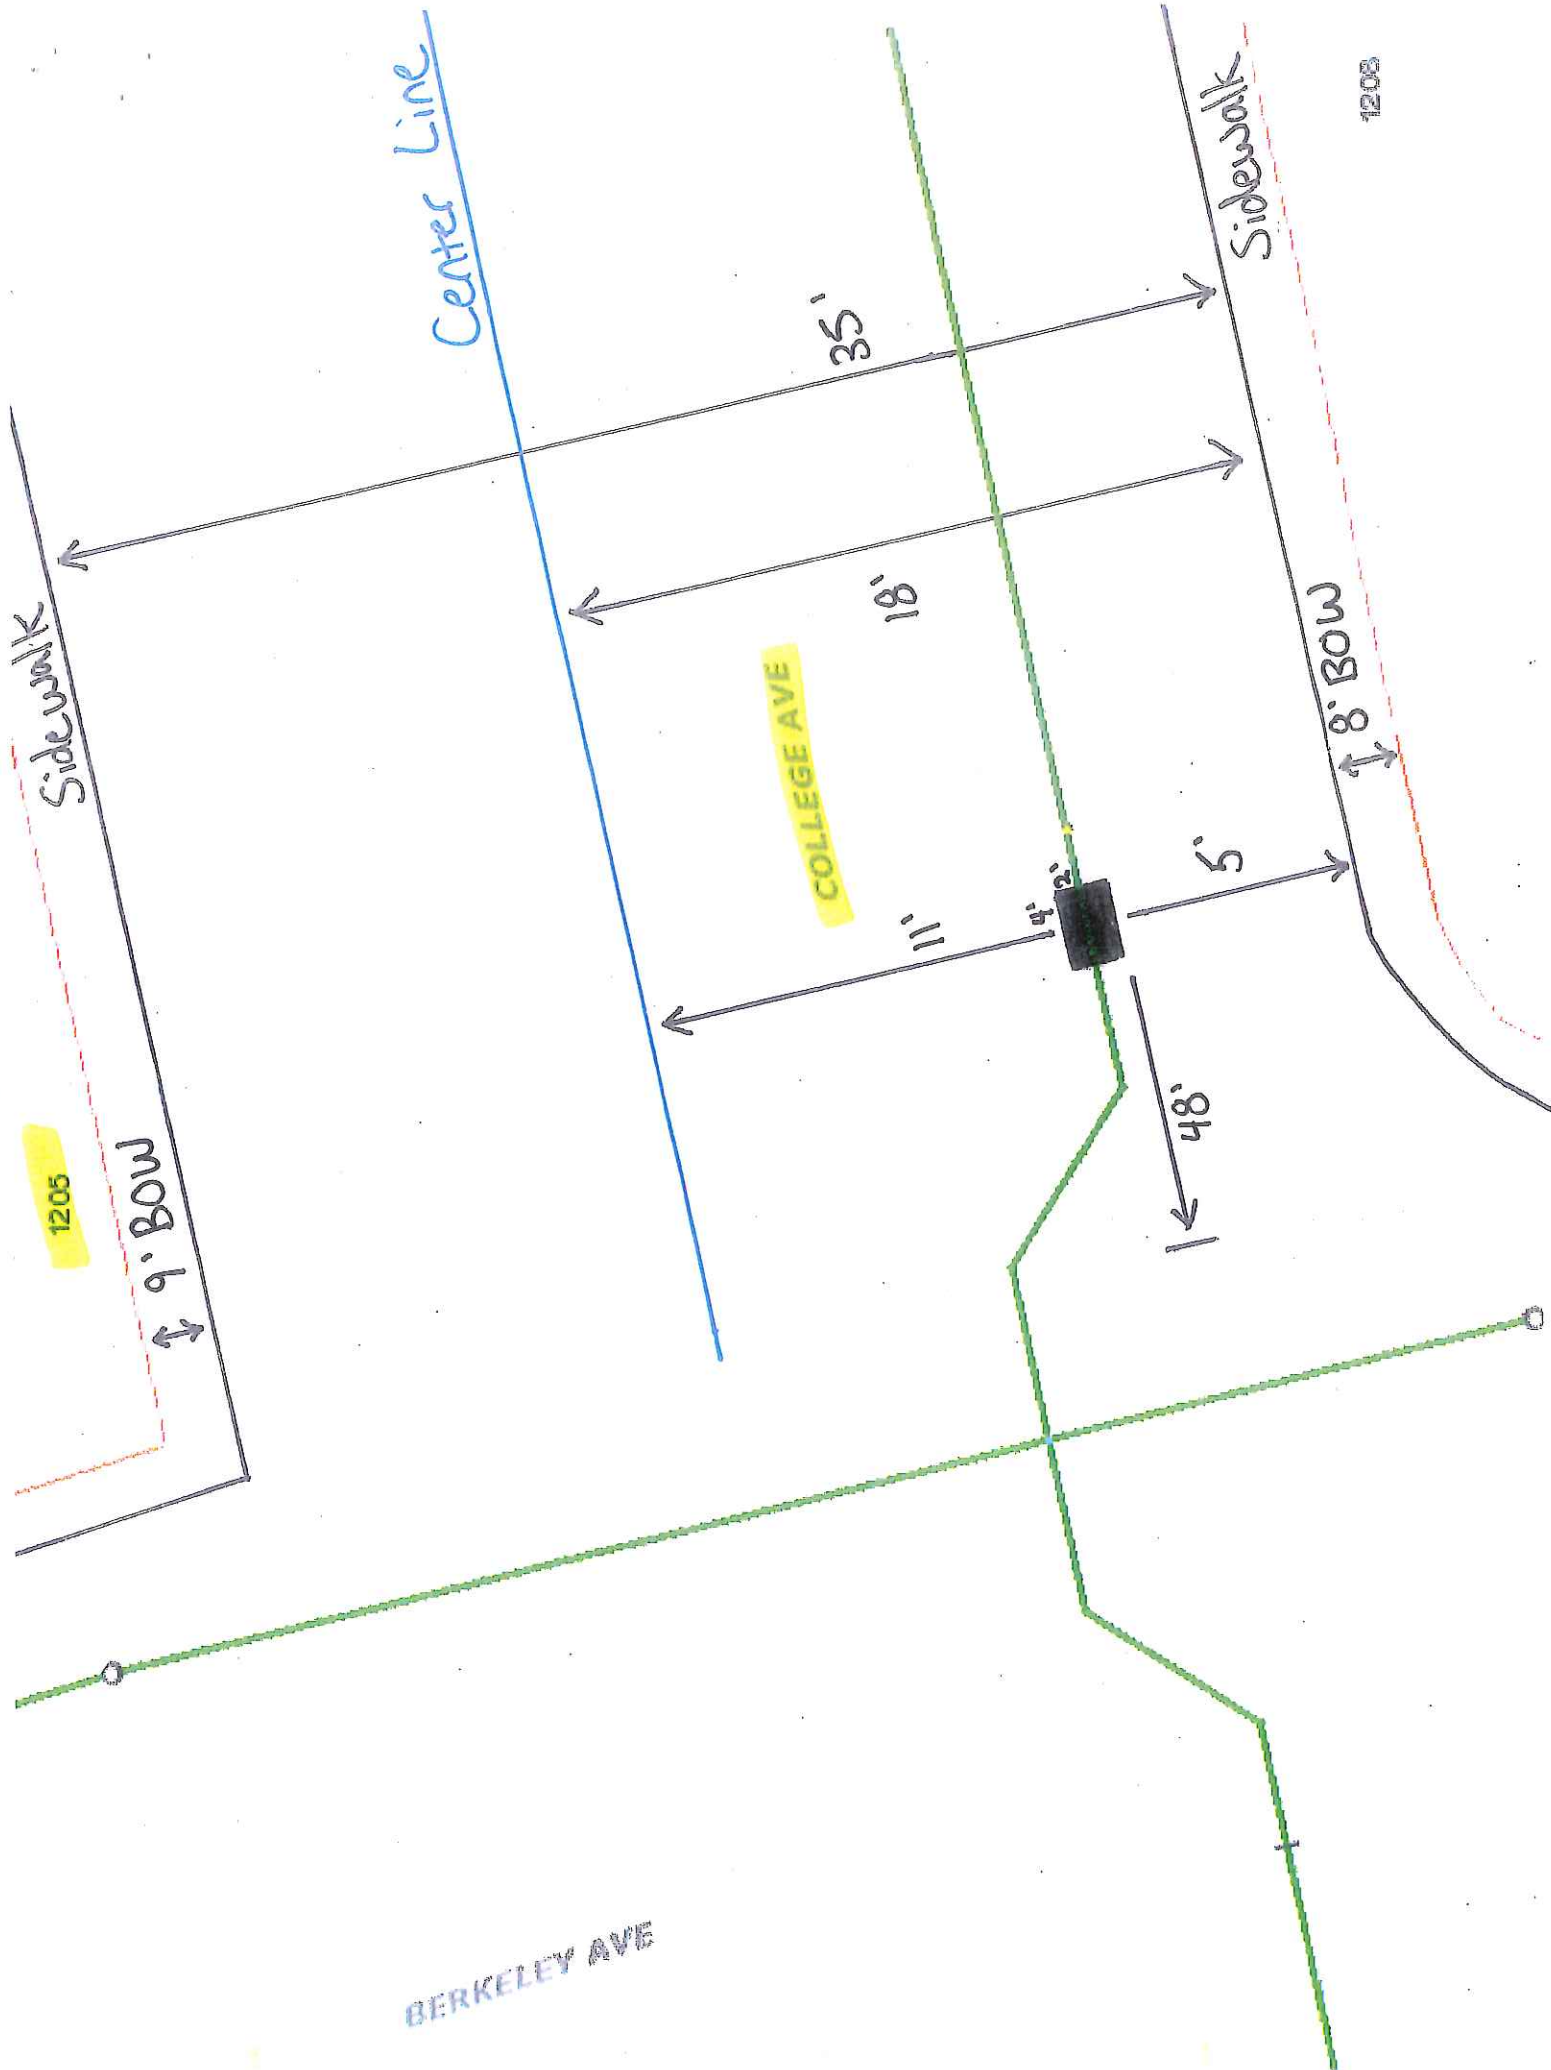 Sidewalk
Center Line
Sidewalk
1208
35'
18'
COLLEGE AVE
1205
9' BOW
11'
4'
2'
5'
8' BOW
48'
BERKELEY AVE